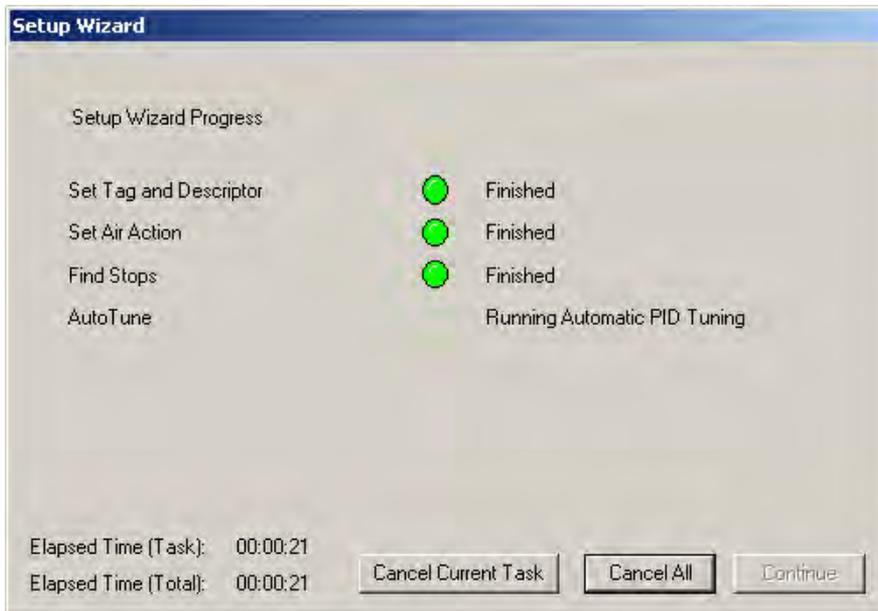 Setup Wizard
Setup Wizard Progress
Set Tag and Descriptor Finished
Set Air Action Finished
Find Stops Finished
AutoTune Running Automatic PID Tuning
Elapsed Time (Task): 00:00:21
Elapsed Time (Total): 00:00:21
Cancel Current Task Cancel All Continue